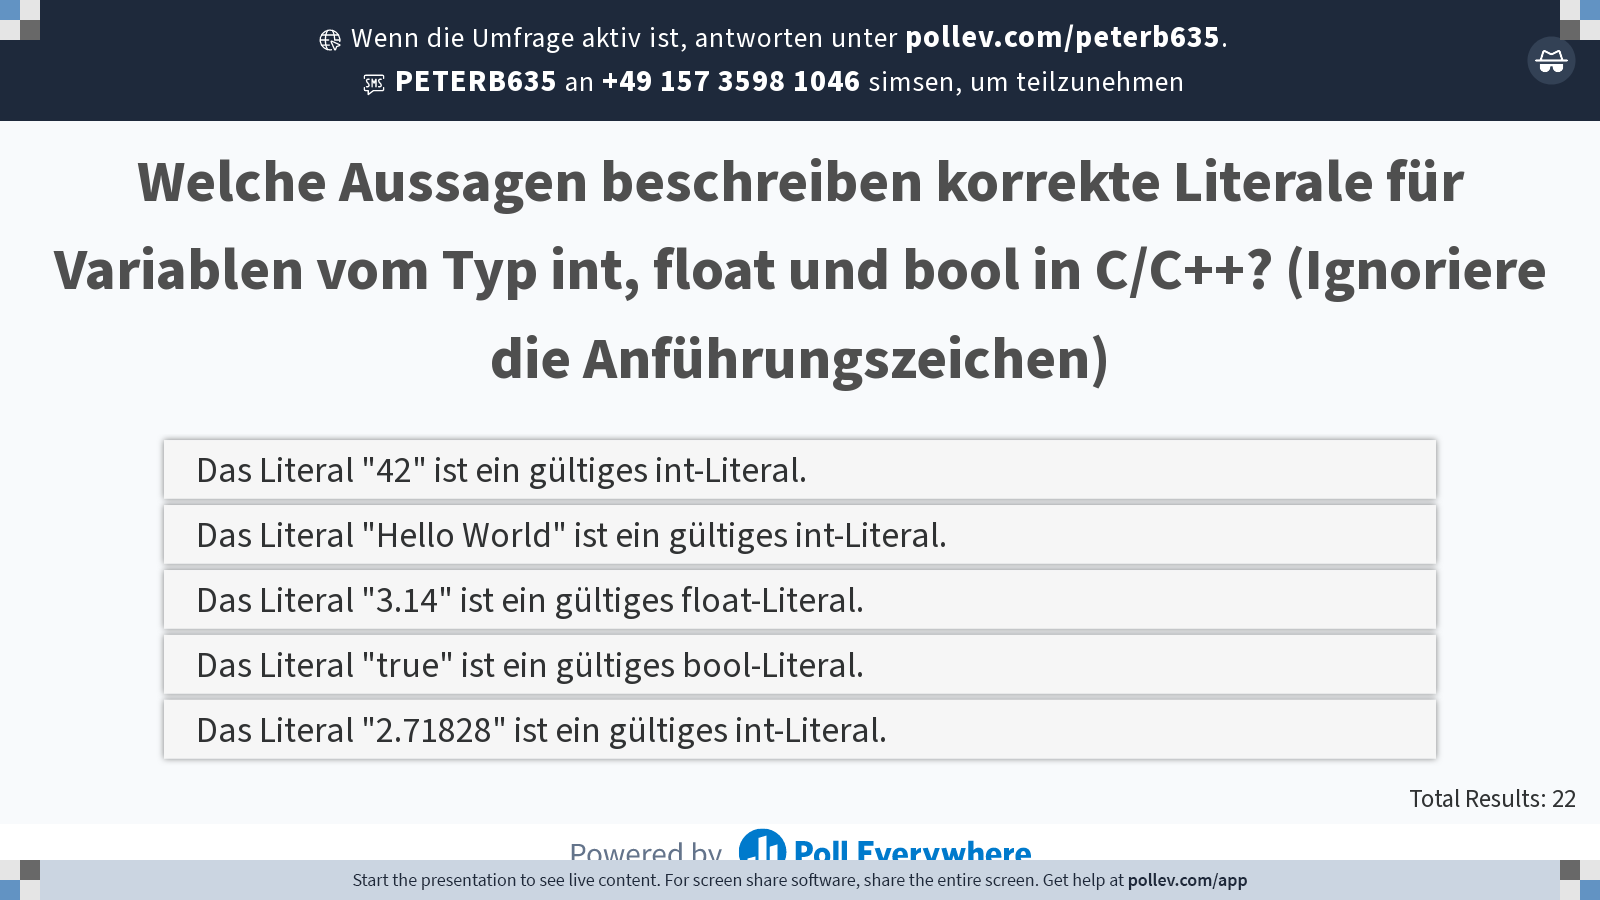 Wenn die Umfrage aktiv ist, antworten unter pollev.com/peterb635.
SMS PETERB635 an +49 157 3598 1046 simsen, um teilzunehmen
Welche Aussagen beschreiben korrekte Literale für
Variablen vom Typ int, float und bool in C/C++? (Ignoriere
die Anführungszeichen)
Das Literal "42" ist ein gültiges int-Literal.
Das Literal "Hello World" ist ein gültiges int-Literal.
Das Literal "3.14" ist ein gültiges float-Literal.
Das Literal "true" ist ein gültiges bool-Literal.
Das Literal "2.71828" ist ein gültiges int-Literal.
Total Results: 22
Powered by Poll Everywhere
Start the presentation to see live content. For screen share software, share the entire screen. Get help at pollev.com/app